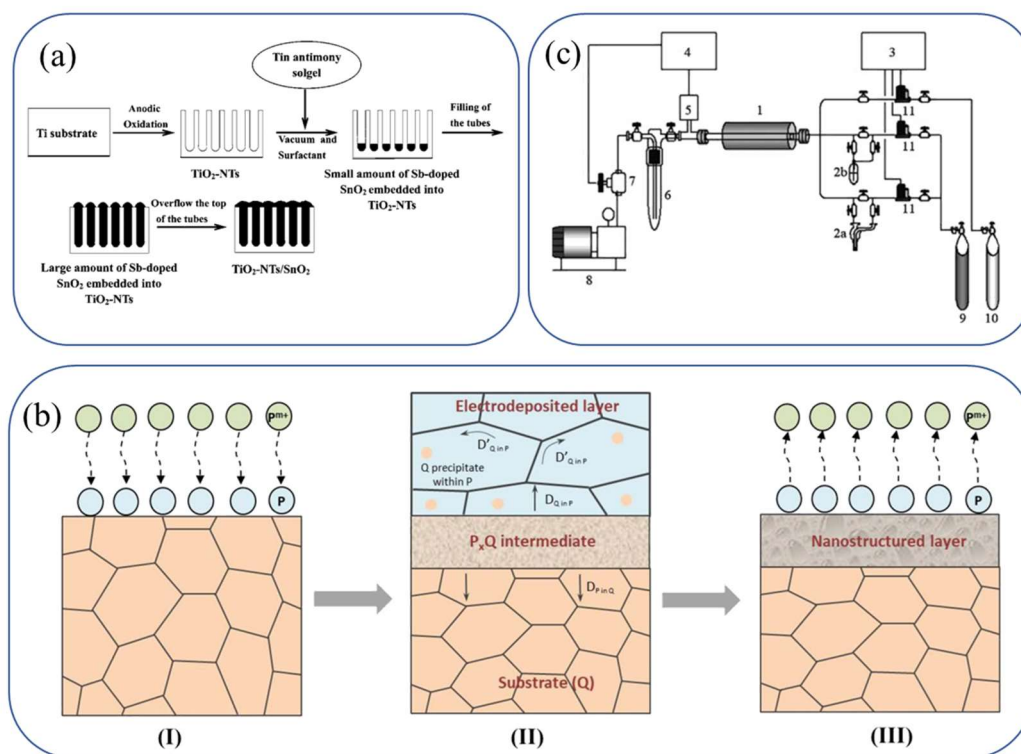 (a)
Tin antimony
solgel
Ti substrate
Anodic
Oxidation
TiO₂-NTs
Vacuum and
Surfactant
Small amount of Sb-doped
SnO₂ embedded into
TiO₂-NTs
Filling of
the tubes
Large amount of Sb-doped
SnO₂ embedded into
TiO₂-NTs
Overflow the top
of the tubes
TiO₂-NTs/SnO₂
(c)
4
3
5
1
11
7
6
2b
11
8
2a
11
9
10
(b)
Pᵐ⁺
P
(I)
Electrodeposited layer
D'Q in P
D'Q in P
Q precipitate
within P
DQ in P
PₓQ intermediate
DP in Q
Substrate (Q)
(II)
Pᵐ⁺
P
Nanostructured layer
(III)